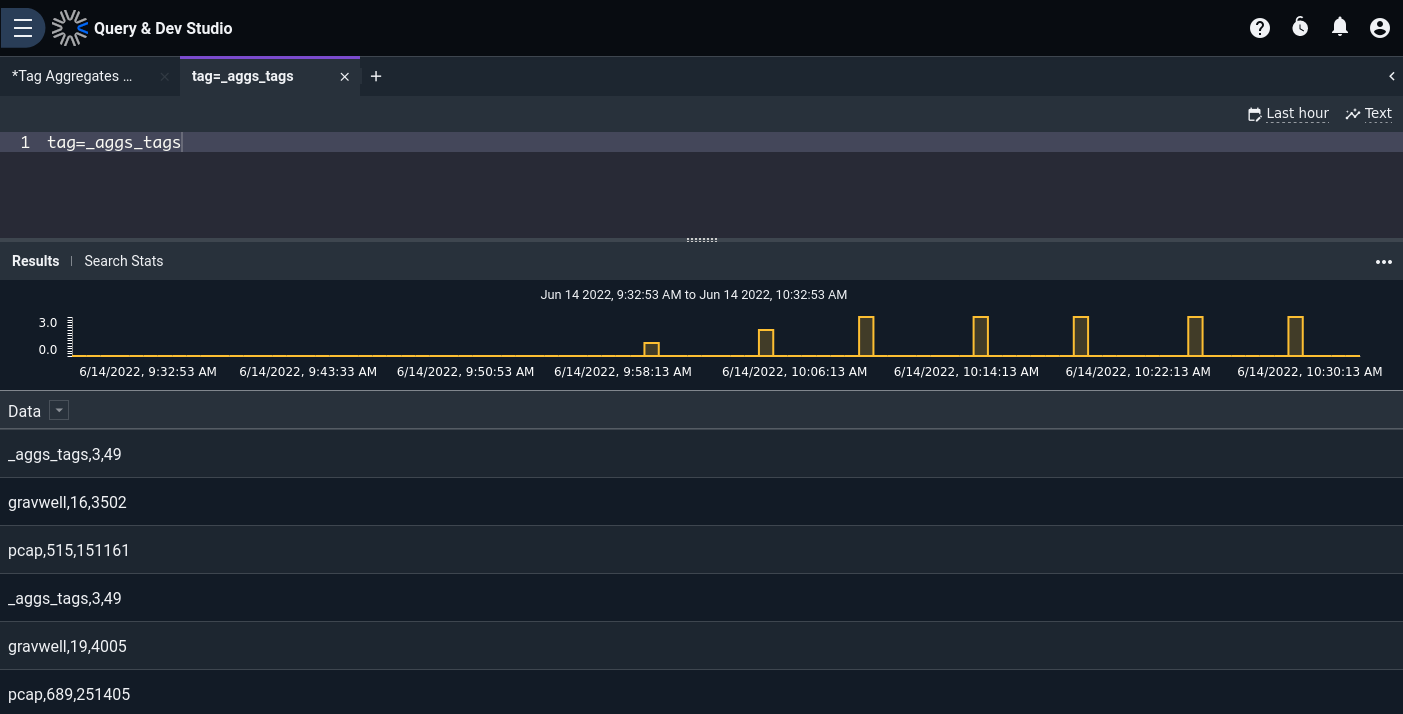 Query & Dev Studio
*Tag Aggregates ...
tag=_aggs_tags
Last hour
Text
1 tag=_aggs_tags
Results
Search Stats
Jun 14 2022, 9:32:53 AM to Jun 14 2022, 10:32:53 AM
3.0
0.0
6/14/2022, 9:32:53 AM 6/14/2022, 9:43:33 AM 6/14/2022, 9:50:53 AM 6/14/2022, 9:58:13 AM 6/14/2022, 10:06:13 AM 6/14/2022, 10:14:13 AM 6/14/2022, 10:22:13 AM 6/14/2022, 10:30:13 AM
Data
_aggs_tags,3,49
gravwell,16,3502
pcap,515,151161
_aggs_tags,3,49
gravwell,19,4005
pcap,689,251405